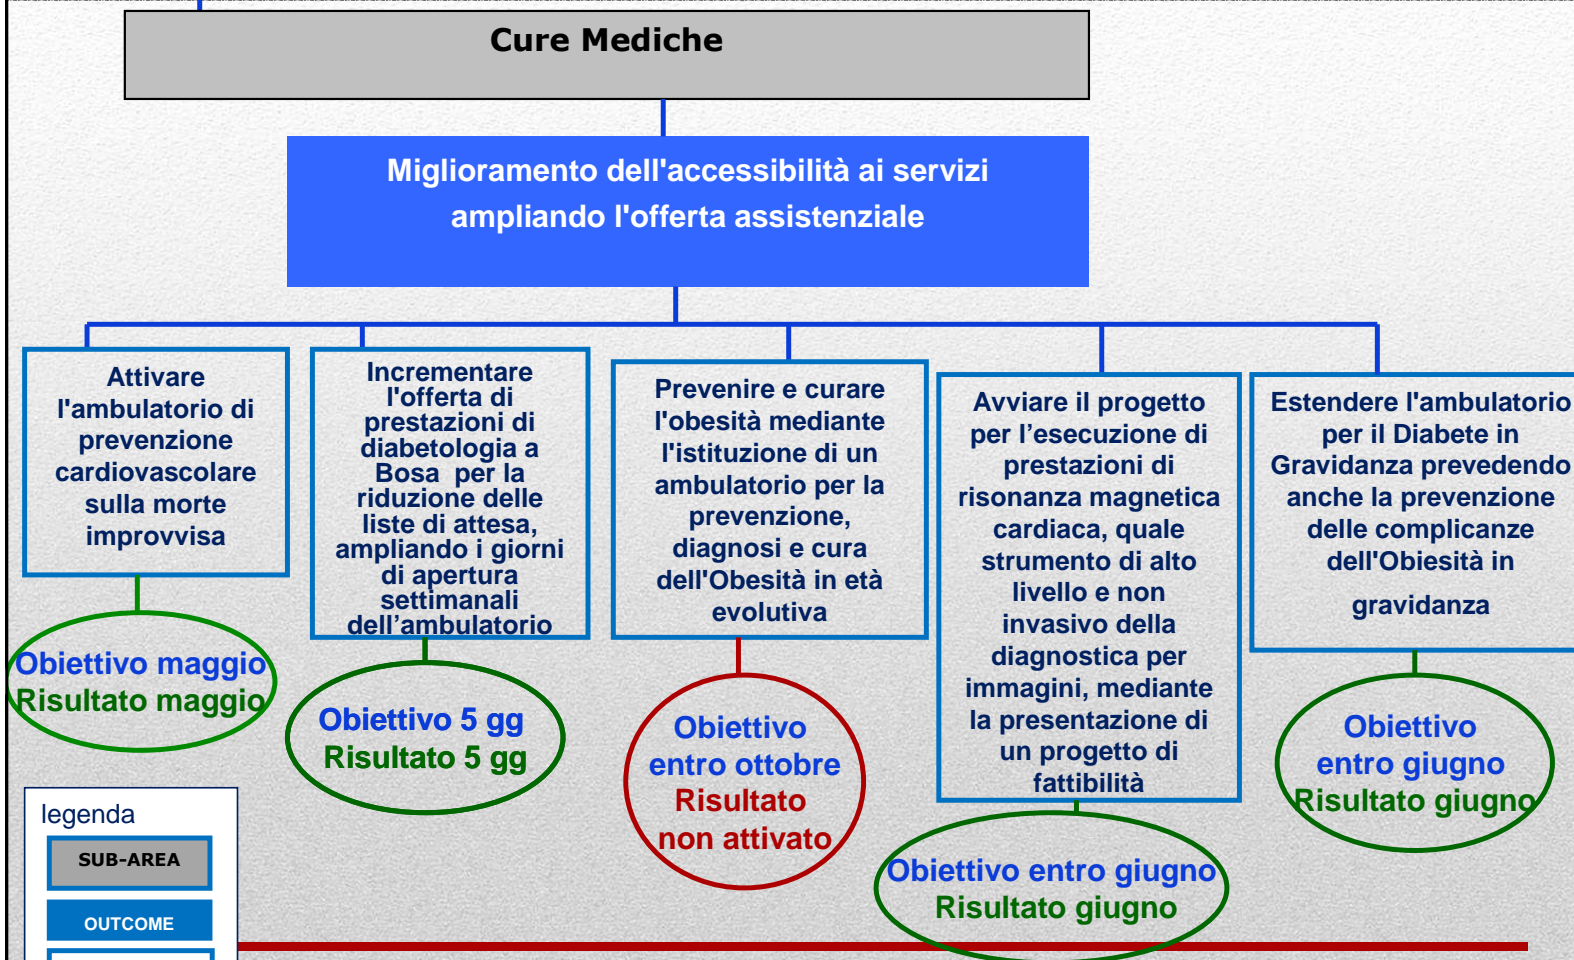 Cure Mediche
Miglioramento dell'accessibilità ai servizi
ampliando l'offerta assistenziale
Attivare
l'ambulatorio di
prevenzione
cardiovascolare
sulla morte
improvvisa
Obiettivo maggio
Risultato maggio
Incrementare
l'offerta di
prestazioni di
diabetologia a
Bosa per la
riduzione delle
liste di attesa,
ampliando i giorni
di apertura
settimanali
dell'ambulatorio
Obiettivo 5 gg
Risultato 5 gg
Prevenire e curare
l'obesità mediante
l'istituzione di un
ambulatorio per la
prevenzione,
diagnosi e cura
dell'Obesità in età
evolutiva
Obiettivo
entro ottobre
Risultato
non attivato
Avviare il progetto
per l’esecuzione di
prestazioni di
risonanza magnetica
cardiaca, quale
strumento di alto
livello e non
invasivo della
diagnostica per
immagini, mediante
la presentazione di
un progetto di
fattibilità
Obiettivo entro giugno
Risultato giugno
Estendere l'ambulatorio
per il Diabete in
Gravidanza prevedendo
anche la prevenzione
delle complicanze
dell'Obiesità in
gravidanza
Obiettivo
entro giugno
Risultato giugno
legenda
SUB-AREA
OUTCOME